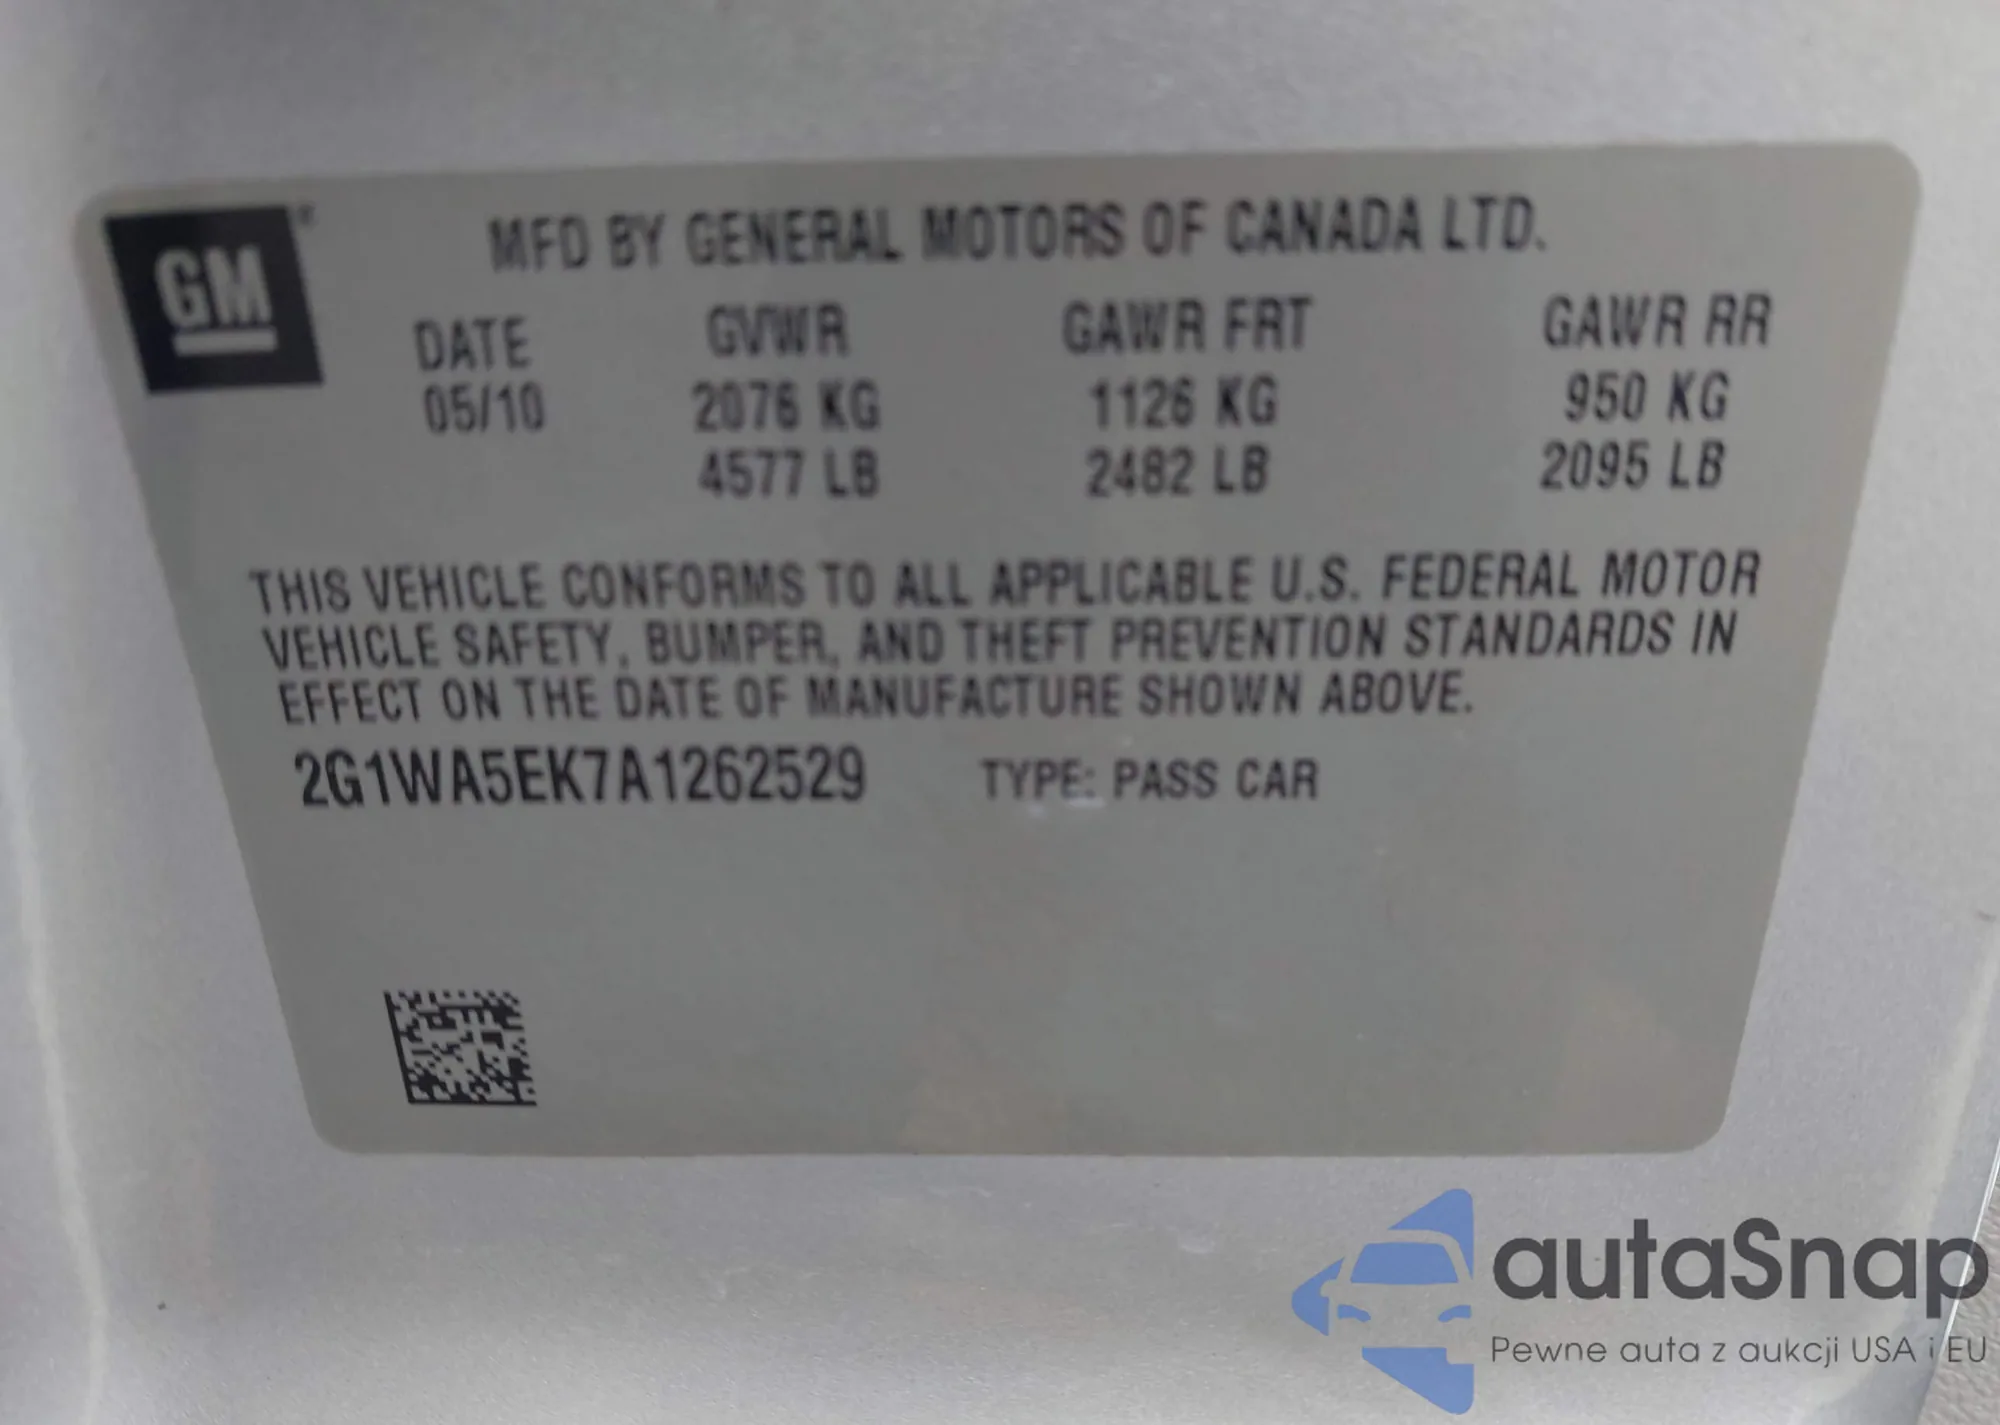 GM
MFD BY GENERAL MOTORS OF CANADA LTD.
DATE GVWR GAWR FRT GAWR RR
05/10 2076 KG 1126 KG 950 KG
4577 LB 2482 LB 2095 LB
THIS VEHICLE CONFORMS TO ALL APPLICABLE U.S. FEDERAL MOTOR
VEHICLE SAFETY, BUMPER, AND THEFT PREVENTION STANDARDS IN
EFFECT ON THE DATE OF MANUFACTURE SHOWN ABOVE.
2G1WA5EK7A1262529 TYPE: PASS CAR
autaSnap
Pewne auta z aukcji USA i EU